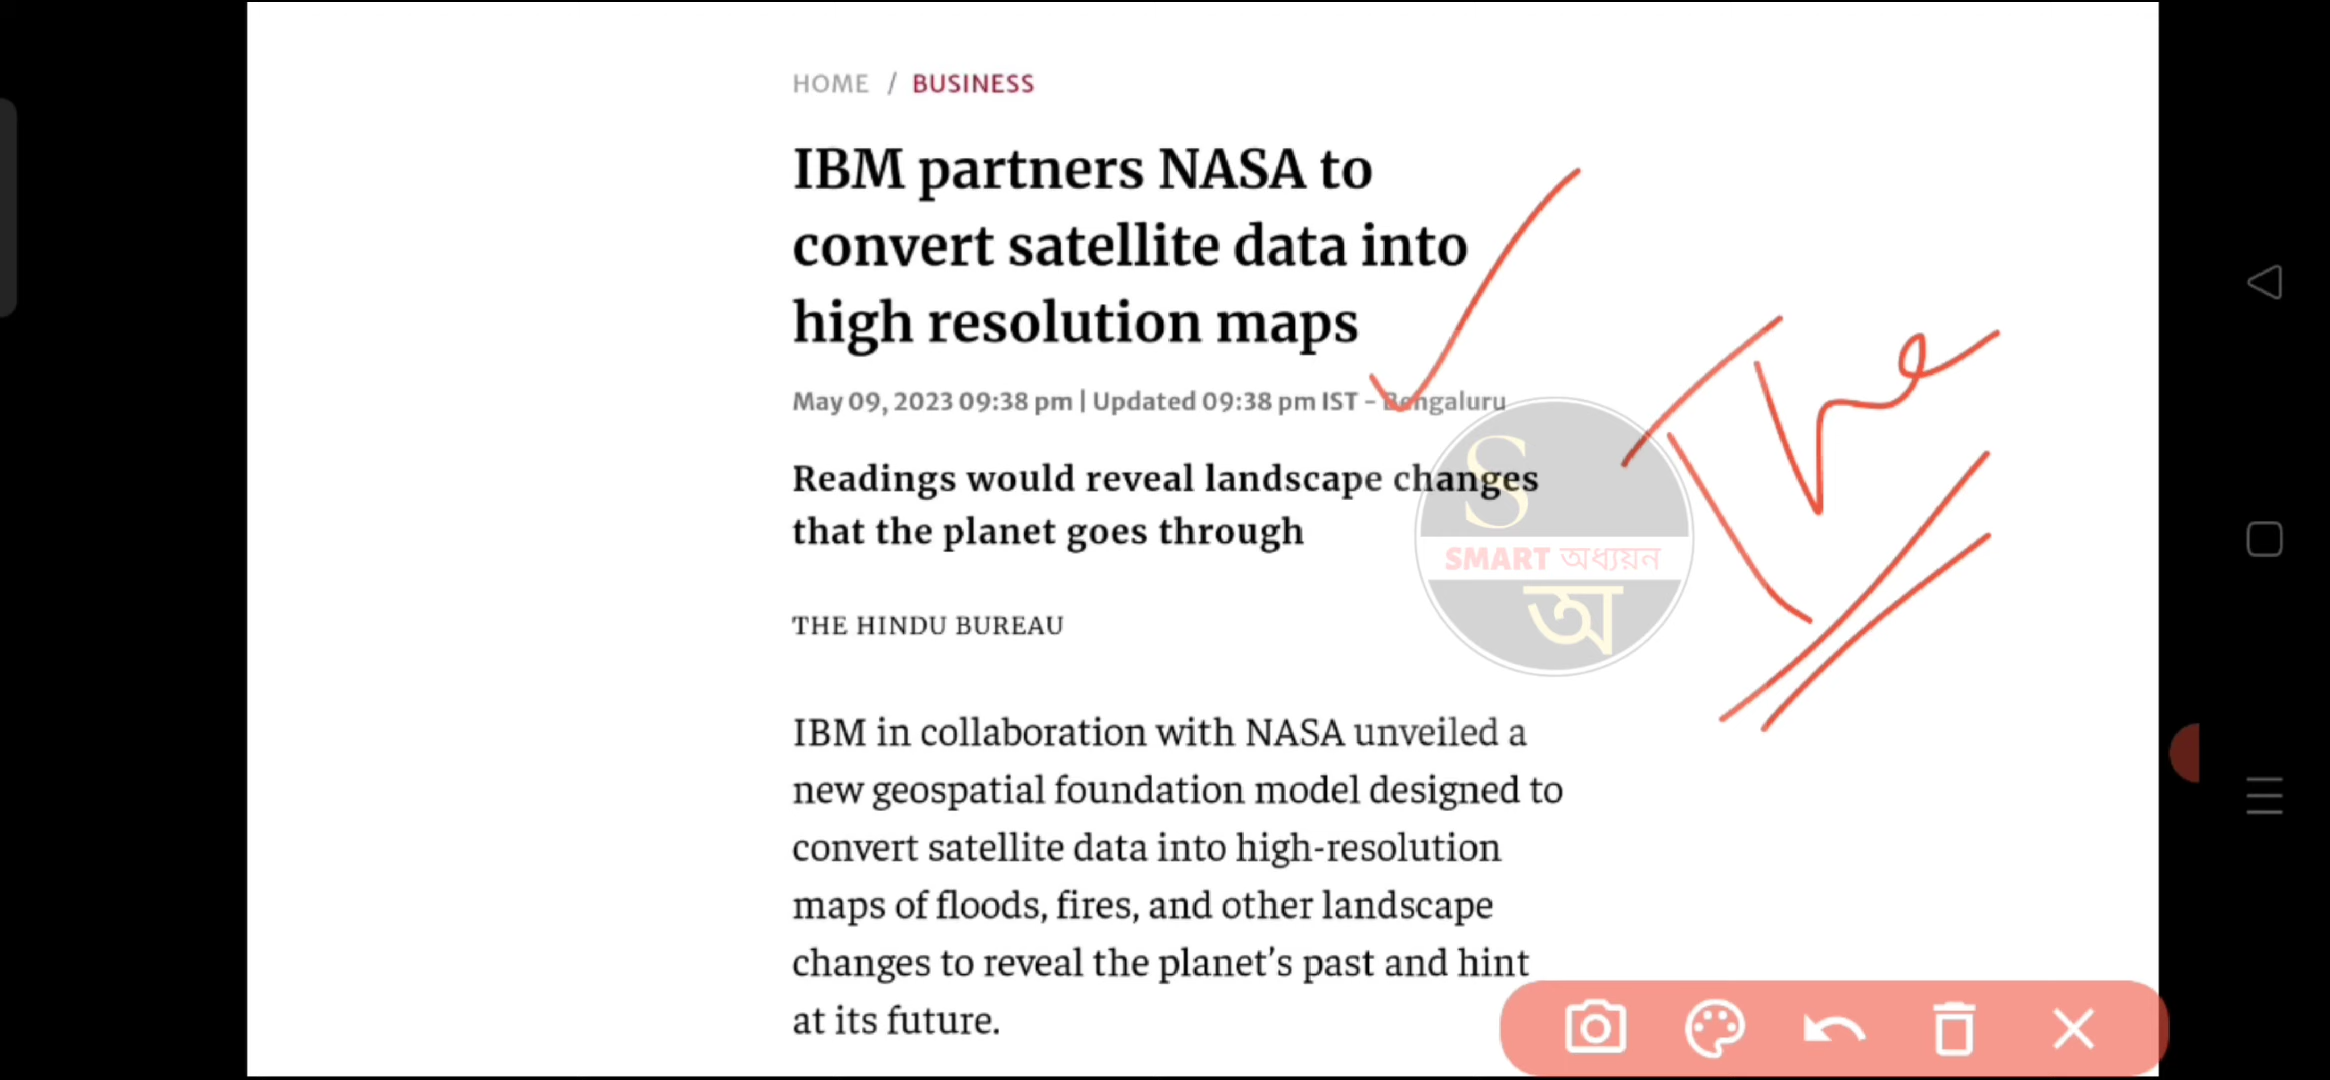 HOME / BUSINESS
IBM partners NASA to
convert satellite data into
high resolution maps
May 09, 2023 09:38 pm | Updated 09:38 pm IST - Bengaluru
Readings would reveal landscape changes
that the planet goes through
The
S
SMART অধ্যয়ন
অ
THE HINDU BUREAU
IBM in collaboration with NASA unveiled a
new geospatial foundation model designed to
convert satellite data into high-resolution
maps of floods, fires, and other landscape
changes to reveal the planet's past and hint
at its future.